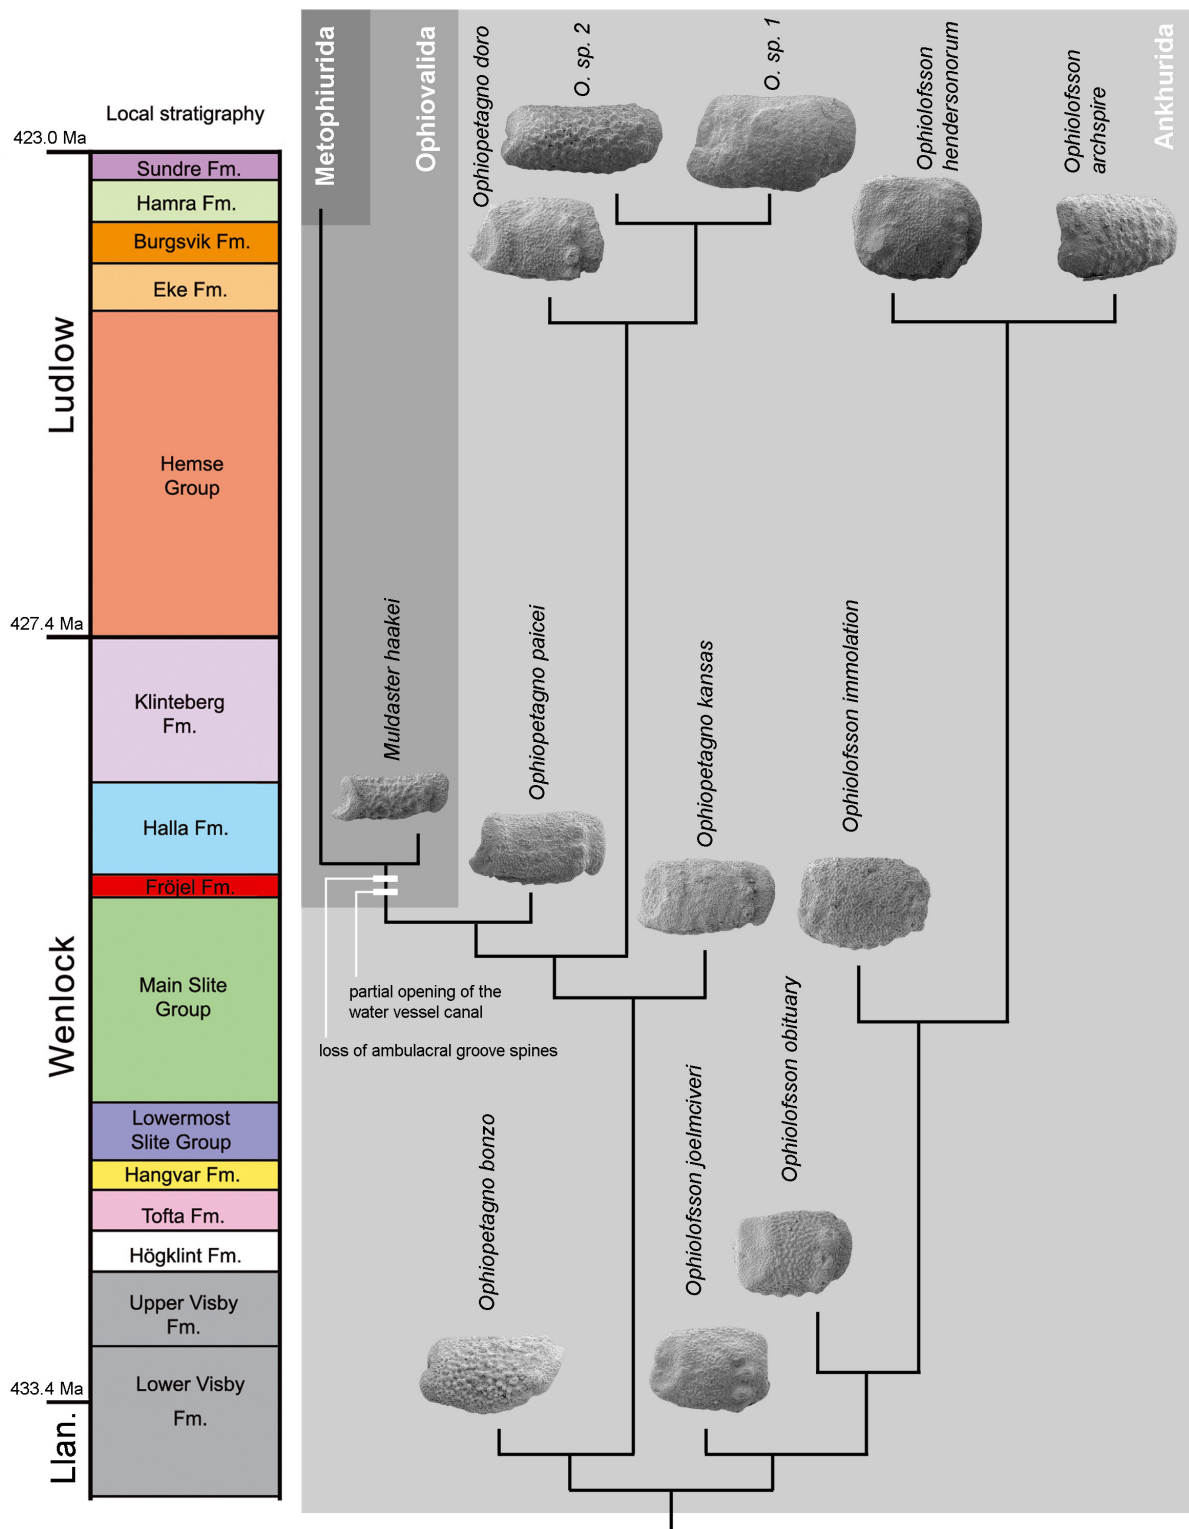 Local stratigraphy
423.0 Ma
Sundre Fm.
Hamra Fm.
Burgsvik Fm.
Eke Fm.
Hemse
Group
Ludlow
427.4 Ma
Klinteberg
Fm.
Halla Fm.
Fröjel Fm.
Main Slite
Group
Wenlock
Lowermost
Slite Group
Hangvar Fm.
Tofta Fm.
Högklint Fm.
Upper Visby
Fm.
Lower Visby
Fm.
433.4 Ma
Llan.
Metophiurida
Ophiovalida
Ankhurida
Ophiopetagno doro
O. sp. 2
O. sp. 1
Ophiolofsson
hendersonorum
Ophiolofsson
archspire
Muldaster haakei
Ophiopetagno paicei
Ophiopetagno kansas
Ophiolofsson immolation
partial opening of the
water vessel canal
loss of ambulacral groove spines
Ophiopetagno bonzo
Ophiolofsson joelmciveri
Ophiolofsson obituary